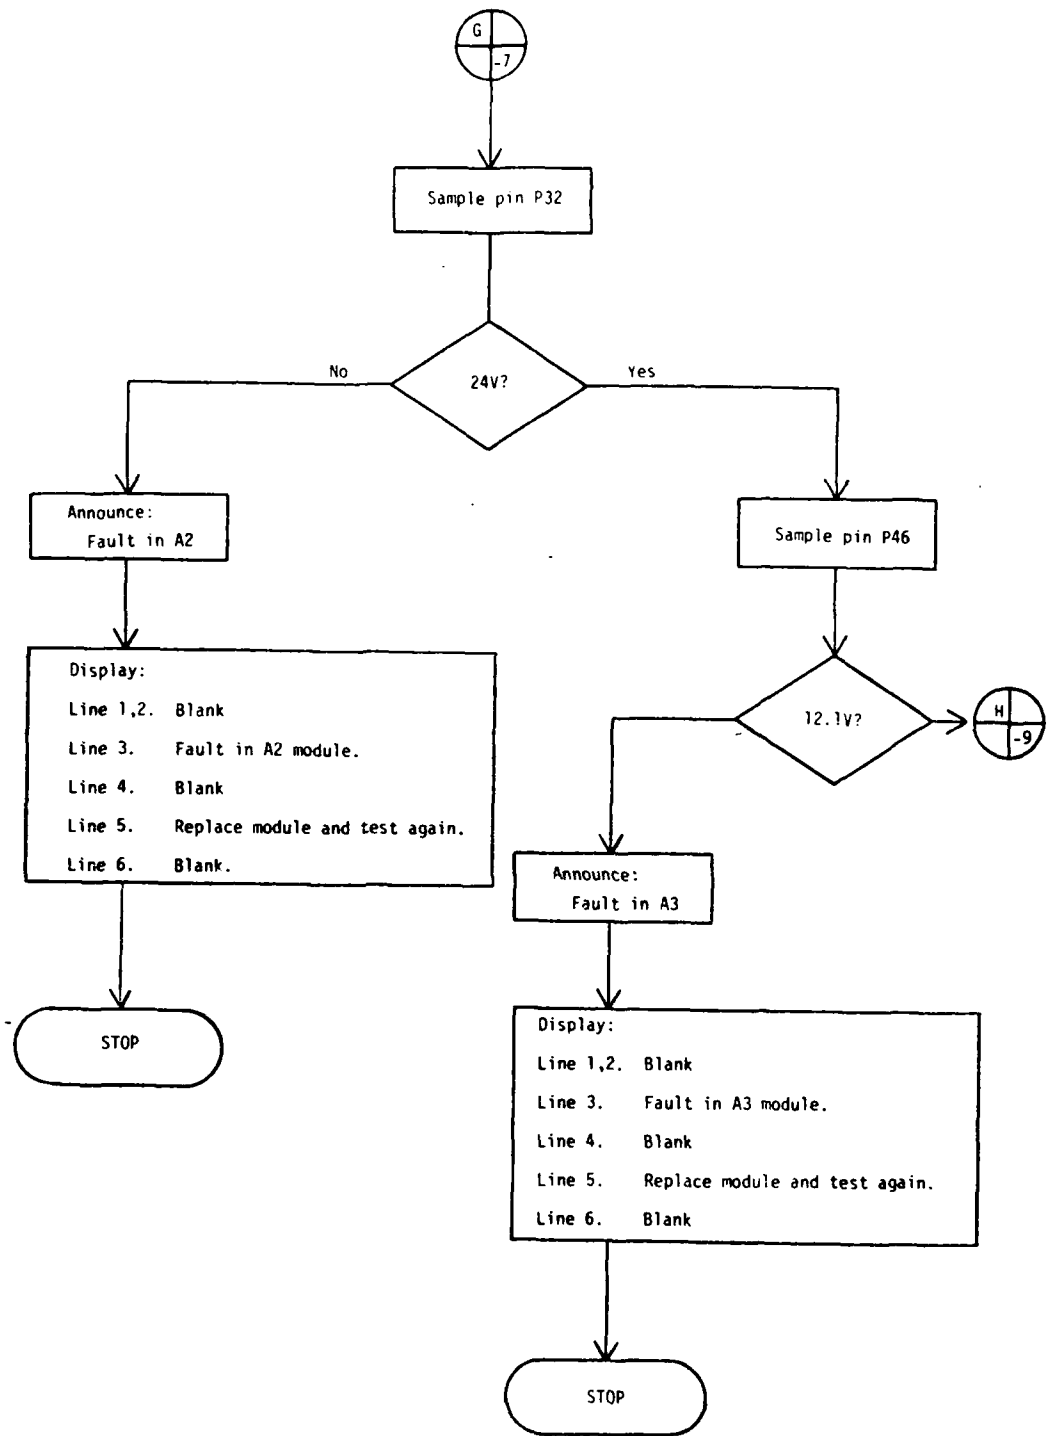 G
-7
Sample pin P32
24V?
No
Yes
Announce:
Fault in A2
Display:
Line 1,2. Blank
Line 3. Fault in A2 module.
Line 4. Blank
Line 5. Replace module and test again.
Line 6. Blank.
STOP
Sample pin P46
12.1V?
H
-9
Announce:
Fault in A3
Display:
Line 1,2. Blank
Line 3. Fault in A3 module.
Line 4. Blank
Line 5. Replace module and test again.
Line 6. Blank
STOP